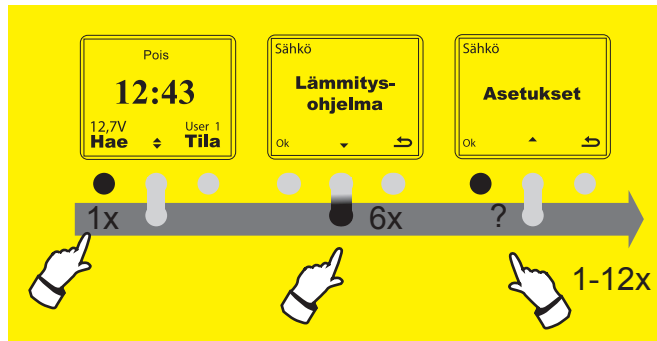 Pois
12:43
12,7V
User 1
Hae
Tila
Sähkö
Lämmitys-
ohjelma
Ok
Sähkö
Asetukset
Ok
1x
6x
?
1-12x